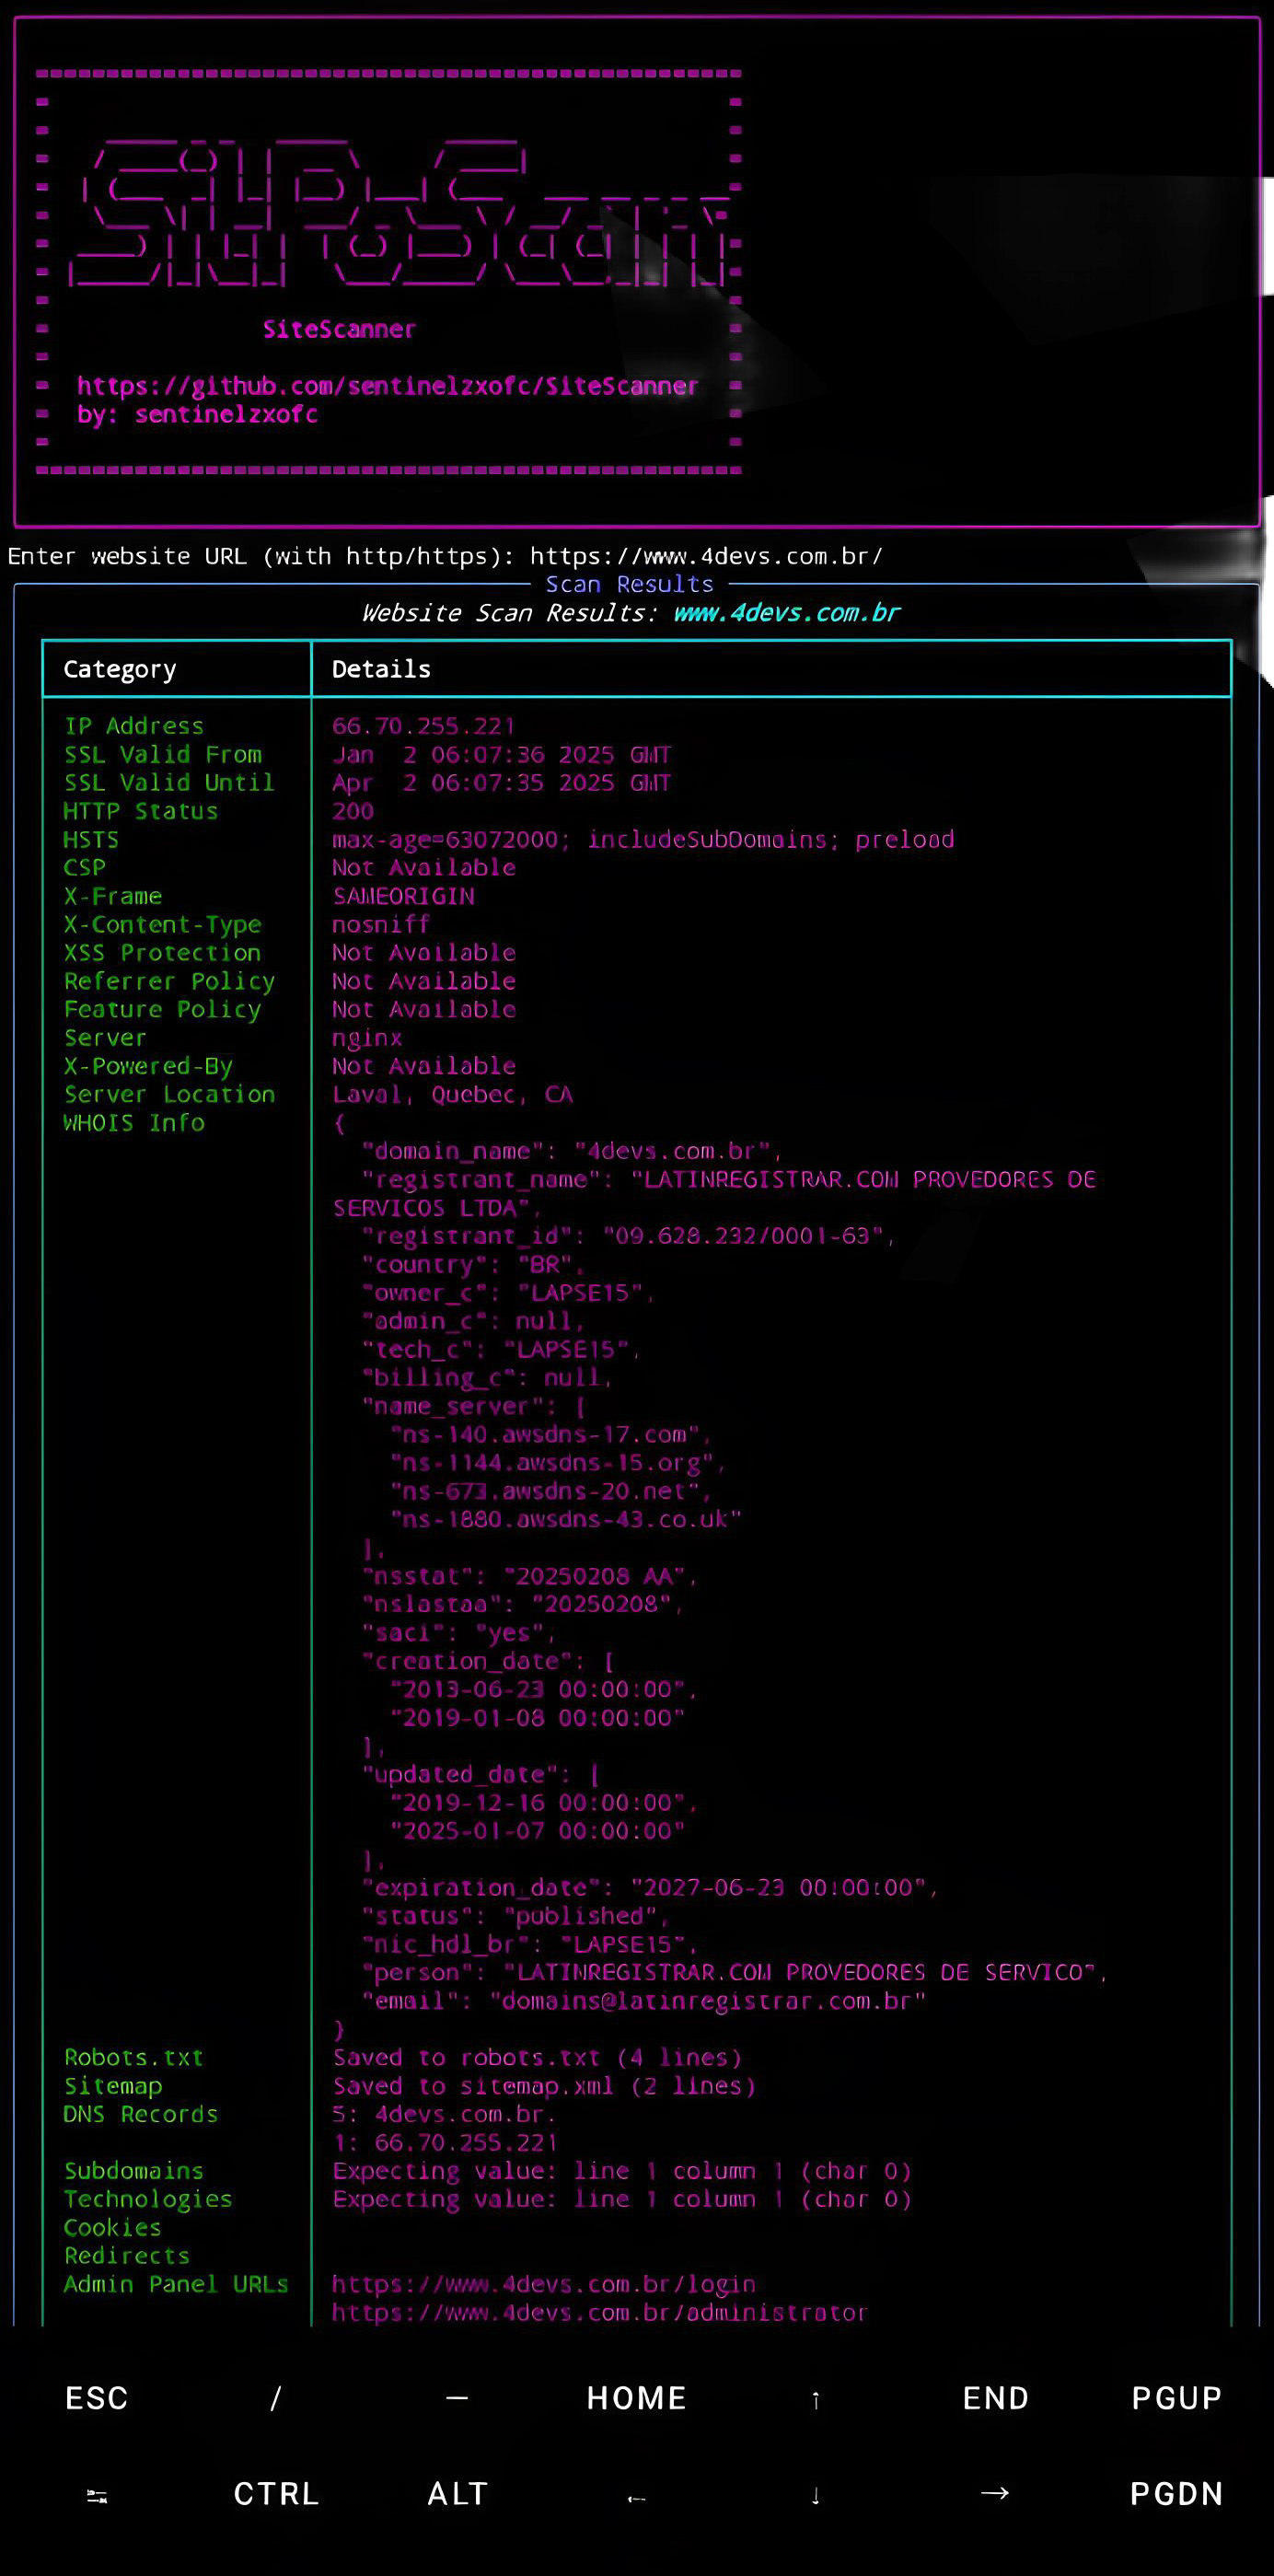 SiteScanner
https://github.com/sentinelzxofc/SiteScanner
by: sentinelzxofc
Enter website URL (with http/https): https://www.4devs.com.br/
Scan Results
Website Scan Results: www.4devs.com.br
Category Details
IP Address 66.70.255.221
SSL Valid From Jan  2 06:07:36 2025 GMT
SSL Valid Until Apr  2 06:07:35 2025 GMT
HTTP Status 200
HSTS max-age=63072000; includeSubDomains; preload
CSP Not Available
X-Frame SAMEORIGIN
X-Content-Type nosniff
XSS Protection Not Available
Referrer Policy Not Available
Feature Policy Not Available
Server nginx
X-Powered-By Not Available
Server Location Laval, Quebec, CA
WHOIS Info {
"domain_name": "4devs.com.br",
"registrant_name": "LATINREGISTRAR.COM PROVEDORES DE
SERVICOS LTDA",
"registrant_id": "09.628.232/0001-63",
"country": "BR",
"owner_c": "LAPSE15",
"admin_c": null,
"tech_c": "LAPSE15",
"billing_c": null,
"name_server": [
"ns-140.awsdns-17.com",
"ns-1144.awsdns-15.org",
"ns-673.awsdns-20.net",
"ns-1880.awsdns-43.co.uk"
],
"nsstat": "20250208 AA",
"nslastaa": "20250208",
"saci": "yes",
"creation_date": [
"2013-06-23 00:00:00",
"2019-01-08 00:00:00"
],
"updated_date": [
"2019-12-16 00:00:00",
"2025-01-07 00:00:00"
],
"expiration_date": "2027-06-23 00:00:00",
"status": "published",
"nic_hdl_br": "LAPSE15",
"person": "LATINREGISTRAR.COM PROVEDORES DE SERVICO",
"email": "domains@latinregistrar.com.br"
}
Robots.txt Saved to robots.txt (4 lines)
Sitemap Saved to sitemap.xml (2 lines)
DNS Records 5: 4devs.com.br.
1: 66.70.255.221
Subdomains Expecting value: line 1 column 1 (char 0)
Technologies Expecting value: line 1 column 1 (char 0)
Cookies
Redirects
Admin Panel URLs https://www.4devs.com.br/login
https://www.4devs.com.br/administrator
ESC / — HOME ↑ END PGUP
CTRL ALT ← ↓ → PGDN